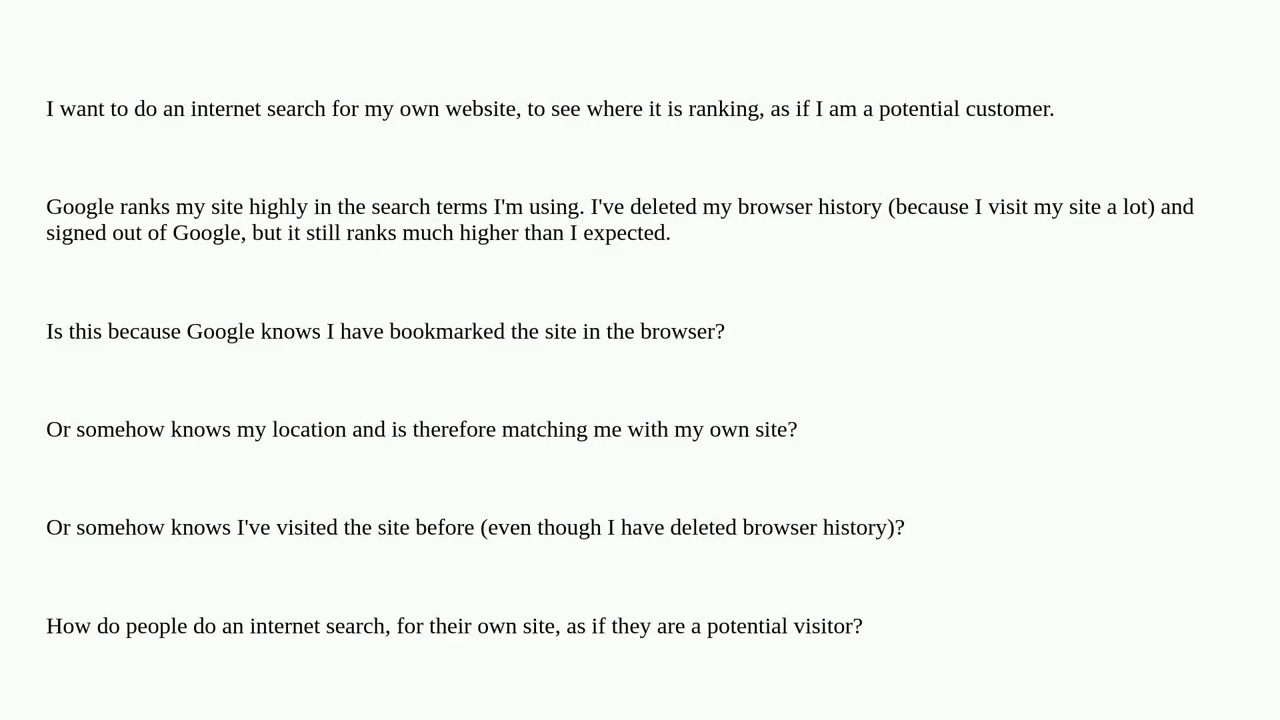 I want to do an internet search for my own website, to see where it is ranking, as if I am a potential customer.
Google ranks my site highly in the search terms I'm using. I've deleted my browser history (because I visit my site a lot) and
signed out of Google, but it still ranks much higher than I expected.
Is this because Google knows I have bookmarked the site in the browser?
Or somehow knows my location and is therefore matching me with my own site?
Or somehow knows I've visited the site before (even though I have deleted browser history)?
How do people do an internet search, for their own site, as if they are a potential visitor?